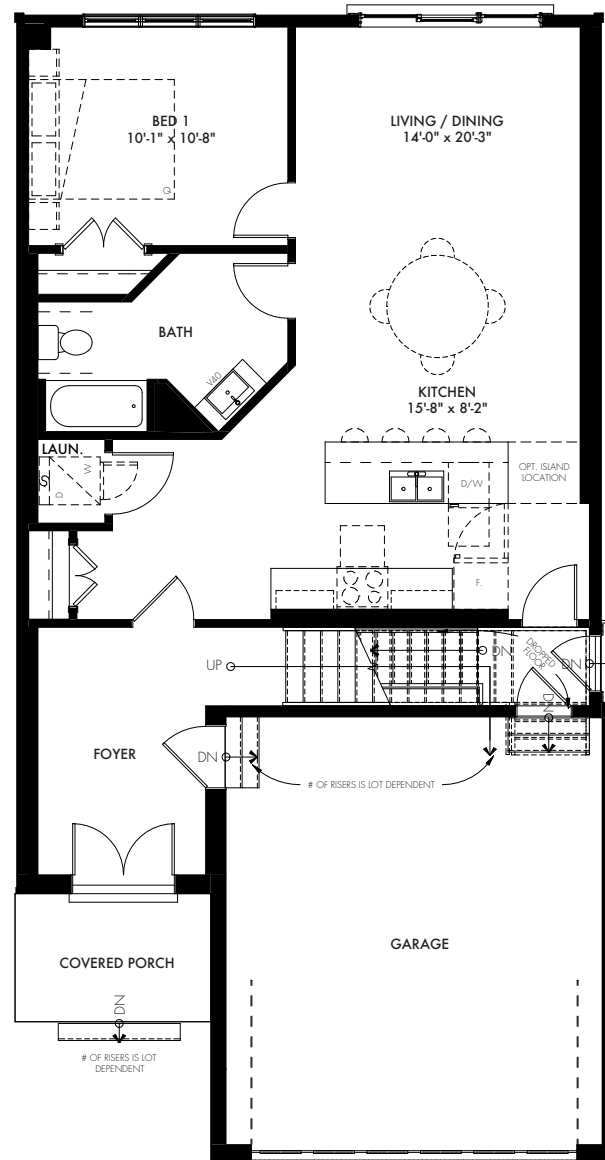 BED 1
10'-1" x 10'-8"
LIVING / DINING
14'-0" x 20'-3"
Q
BATH
V40
KITCHEN
15'-8" x 8'-2"
LAUN.
S
D
W
D/W
OPT. ISLAND
LOCATION
F.
UP
DN
DROPPED
FLOOR
DN
DN
FOYER
DN
# OF RISERS IS LOT DEPENDENT
GARAGE
COVERED PORCH
DN
# OF RISERS IS LOT
DEPENDENT